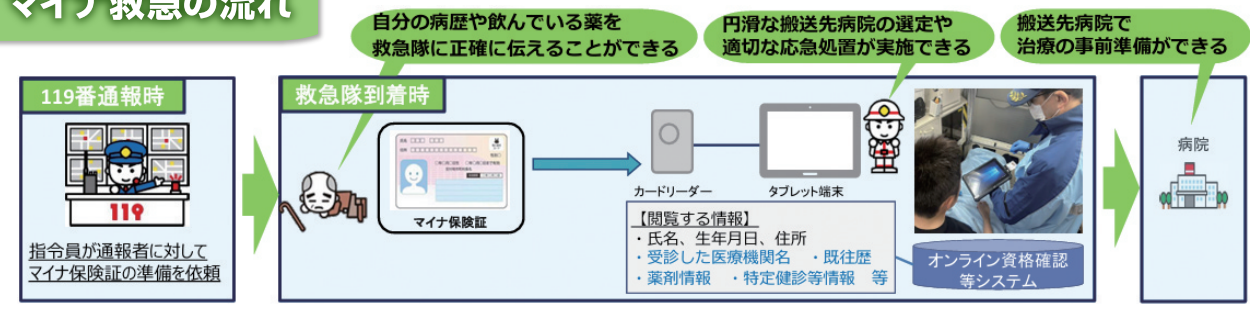 マイナ救急の流れ
自分の病歴や飲んでいる薬を
救急隊に正確に伝えることができる
円滑な搬送先病院の選定や
適切な応急処置が実施できる
搬送先病院で
治療の事前準備ができる
119番通報時
119
指令員が通報者に対して
マイナ保険証の準備を依頼
救急隊到着時
マイナ保険証
カードリーダー
タブレット端末
【閲覧する情報】
・氏名、生年月日、住所
・受診した医療機関名 ・既往歴
・薬剤情報 ・特定健診等情報 等
オンライン資格確認
等システム
病院